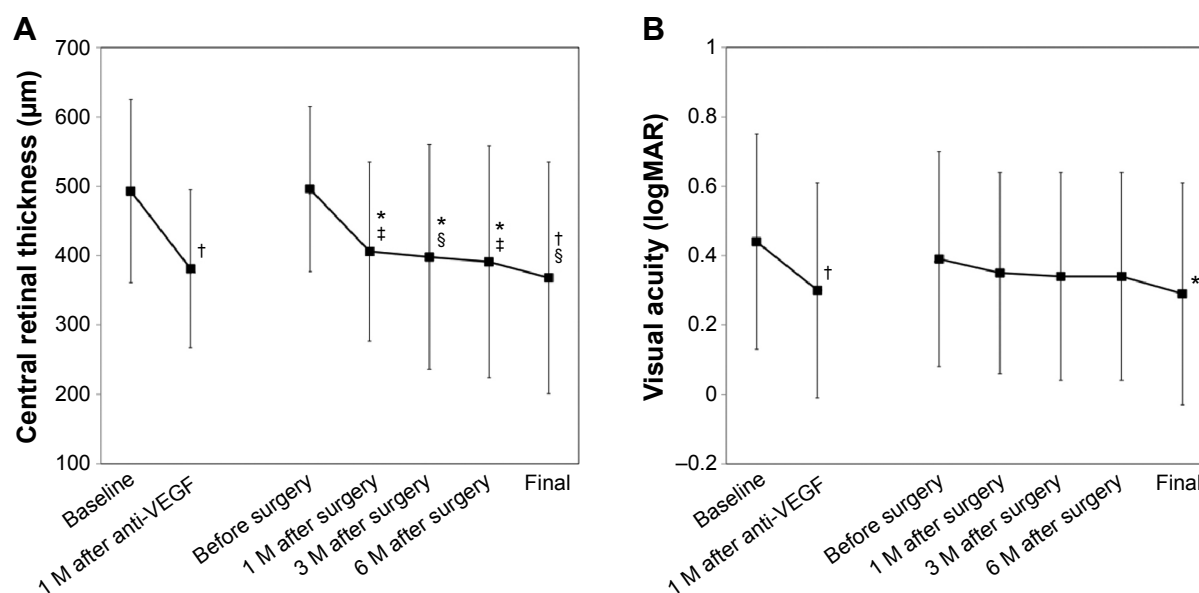 A
Central retinal thickness (μm)
700
600
500
400
300
200
100
†
*
‡
*
§
*
‡
†
§
Baseline
1 M after anti-VEGF
Before surgery
1 M after surgery
3 M after surgery
6 M after surgery
Final
B
Visual acuity (logMAR)
1
0.8
0.6
0.4
0.2
0
–0.2
†
*
Baseline
1 M after anti-VEGF
Before surgery
1 M after surgery
3 M after surgery
6 M after surgery
Final